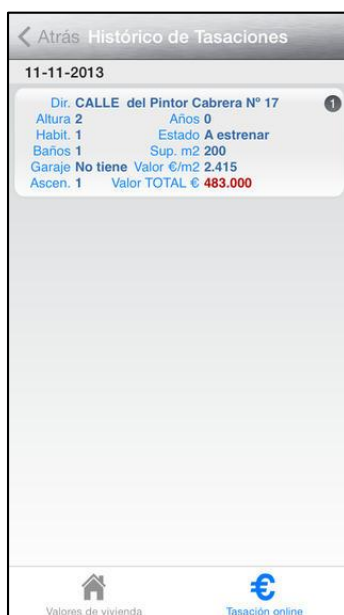 Atrás Histórico de Tasaciones
11-11-2013
Dir. CALLE del Pintor Cabrera Nº 17 1
Altura 2 Años 0
Habit. 1 Estado A estrenar
Baños 1 Sup. m2 200
Garaje No tiene Valor €/m2 2.415
Ascen. 1 Valor TOTAL € 483.000
Valores de vivienda Tasación online